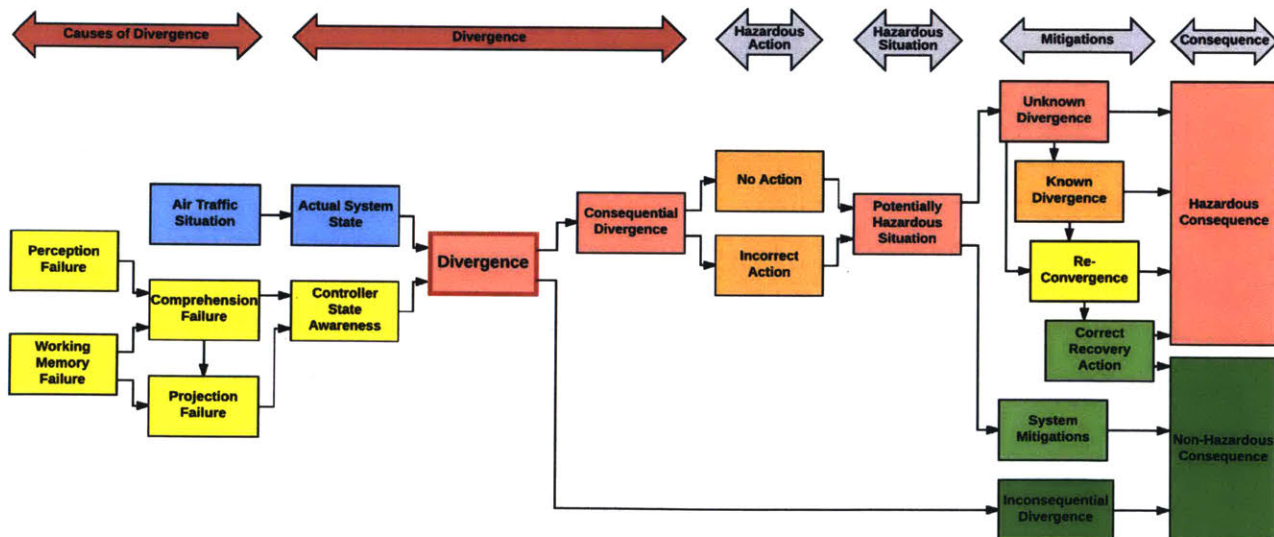 Causes of Divergence
Divergence
Hazardous
Action
Hazardous
Situation
Mitigations
Consequence
Unknown
Divergence
No Action
Known
Divergence
Hazardous
Consequence
Air Traffic
Situation
Actual System
State
Consequential
Divergence
Potentially
Hazardous
Situation
Perception
Failure
Divergence
Incorrect
Action
Re-
Convergence
Comprehension
Failure
Controller
State
Awareness
Working
Memory
Failure
Correct
Recovery
Action
Projection
Failure
System
Mitigations
Non-Hazardous
Consequence
Inconsequential
Divergence